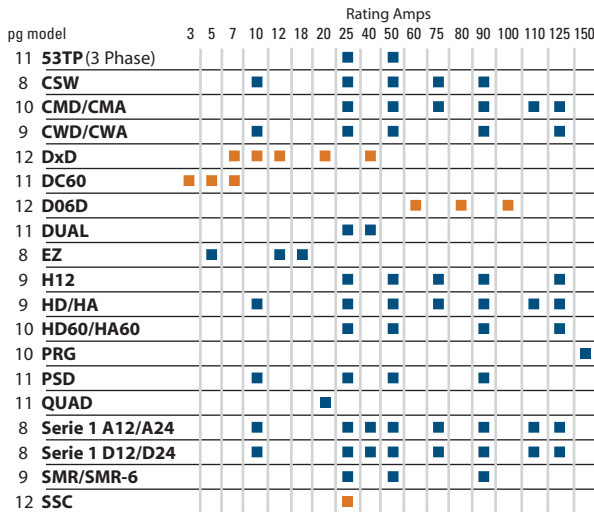 Rating Amps
pg model 3 5 7 10 12 18 20 25 40 50 60 75 80 90 100 110 125 150
11 53TP (3 Phase)
8 CSW
10 CMD/CMA
9 CWD/CWA
12 DxD
11 DC60
12 D06D
11 DUAL
8 EZ
9 H12
9 HD/HA
10 HD60/HA60
10 PRG
11 PSD
11 QUAD
8 Serie 1 A12/A24
8 Serie 1 D12/D24
9 SMR/SMR-6
12 SSC